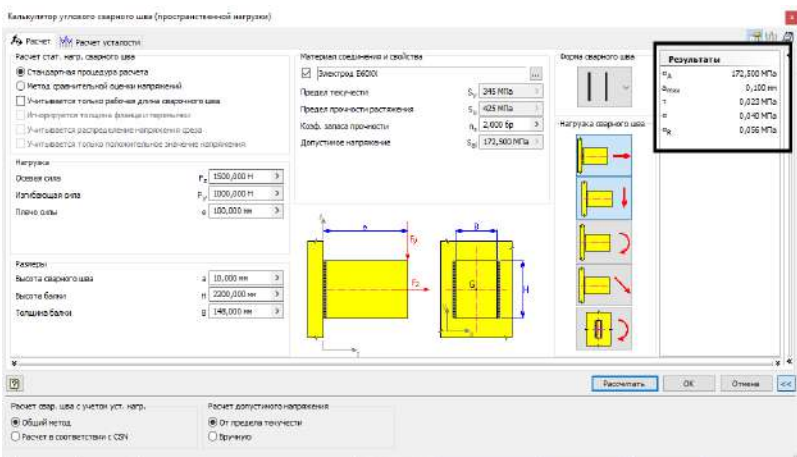 Калькулятор углового сварного шва (пространственной нагрузки)
Расчет
Расчет усталости
Расчет стат. нагр. сварного шва
Стандартная процедура расчета
Метод сравнительной оценки напряжений
Учитывается только рабочая длина сварочного шва
Игнорируется толщина фланца и перемычки
Учитывается распределение напряжения среза
Учитывается только положительное значение напряжения
Нагрузка
Осевая сила Fz 1500,000 Н
Изгибающая сила Fy 1000,000 Н
Плечо силы e 100,000 мм
Размеры
Высота сварного шва a 10,000 мм
Высота балки H 2200,000 мм
Толщина балки B 148,000 мм
Материал соединения и свойства
Электрод E60XX
Предел текучести Sy 345 МПа
Предел прочности растяжения Su 425 МПа
Коэф. запаса прочности ns 2,000 бр
Допустимое напряжение Sal 172,500 МПа
e
Fy
Fz
B
G
H
Форма сварного шва
Нагрузка сварного шва
Результаты
σA 172,500 МПа
amin 0,100 мм
τ 0,023 МПа
σ 0,040 МПа
σR 0,056 МПа
Рассчитать
OK
Отмена
<<
Расчет свар. шва с учетом уст. нагр.
Общий метод
Расчет в соответствии с CSN
Расчет допустимого напряжения
От предела текучести
Вручную